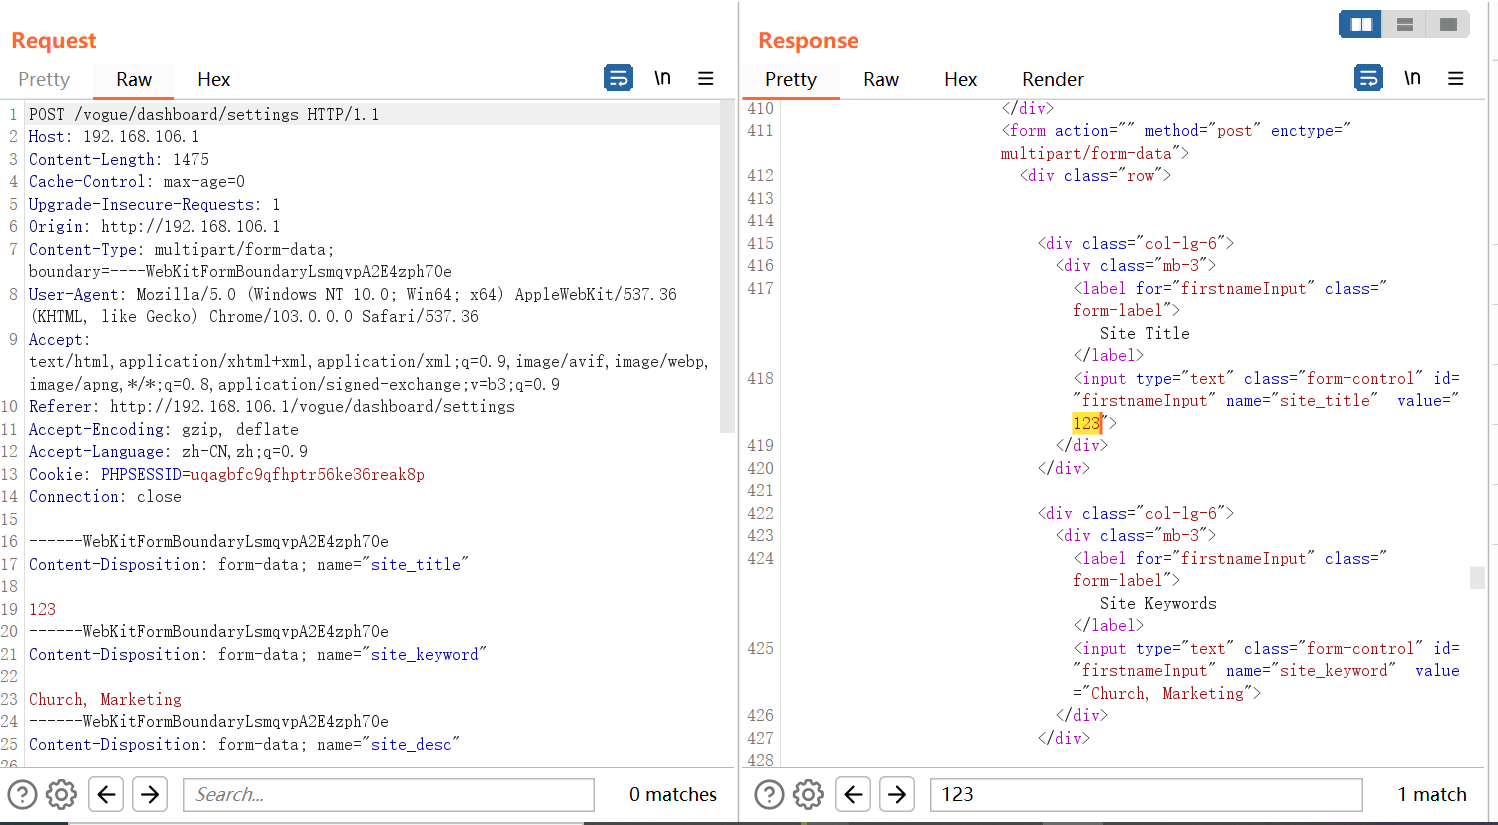 Request
Pretty Raw Hex
\n
1 POST /vogue/dashboard/settings HTTP/1.1
2 Host: 192.168.106.1
3 Content-Length: 1475
4 Cache-Control: max-age=0
5 Upgrade-Insecure-Requests: 1
6 Origin: http://192.168.106.1
7 Content-Type: multipart/form-data;
boundary=----WebKitFormBoundaryLsmqvpA2E4zph70e
8 User-Agent: Mozilla/5.0 (Windows NT 10.0; Win64; x64) AppleWebKit/537.36
(KHTML, like Gecko) Chrome/103.0.0.0 Safari/537.36
9 Accept:
text/html,application/xhtml+xml,application/xml;q=0.9,image/avif,image/webp,
image/apng,*/*;q=0.8,application/signed-exchange;v=b3;q=0.9
10 Referer: http://192.168.106.1/vogue/dashboard/settings
11 Accept-Encoding: gzip, deflate
12 Accept-Language: zh-CN,zh;q=0.9
13 Cookie: PHPSESSID=uqagbfc9qfhptr56ke36reak8p
14 Connection: close
15
16 ------WebKitFormBoundaryLsmqvpA2E4zph70e
17 Content-Disposition: form-data; name="site_title"
18
19 123
20 ------WebKitFormBoundaryLsmqvpA2E4zph70e
21 Content-Disposition: form-data; name="site_keyword"
22
23 Church, Marketing
24 ------WebKitFormBoundaryLsmqvpA2E4zph70e
25 Content-Disposition: form-data; name="site_desc"
26
Search...
0 matches
Response
Pretty Raw Hex Render
\n
410 </div>
411 <form action="" method="post" enctype="
multipart/form-data">
412 <div class="row">
413
414
415 <div class="col-lg-6">
416 <div class="mb-3">
417 <label for="firstnameInput" class="
form-label">
Site Title
</label>
418 <input type="text" class="form-control" id=
"firstnameInput" name="site_title"  value="
123">
419 </div>
420 </div>
421
422 <div class="col-lg-6">
423 <div class="mb-3">
424 <label for="firstnameInput" class="
form-label">
Site Keywords
</label>
425 <input type="text" class="form-control" id=
"firstnameInput" name="site_keyword"  value
="Church, Marketing">
426 </div>
427 </div>
428
123
1 match